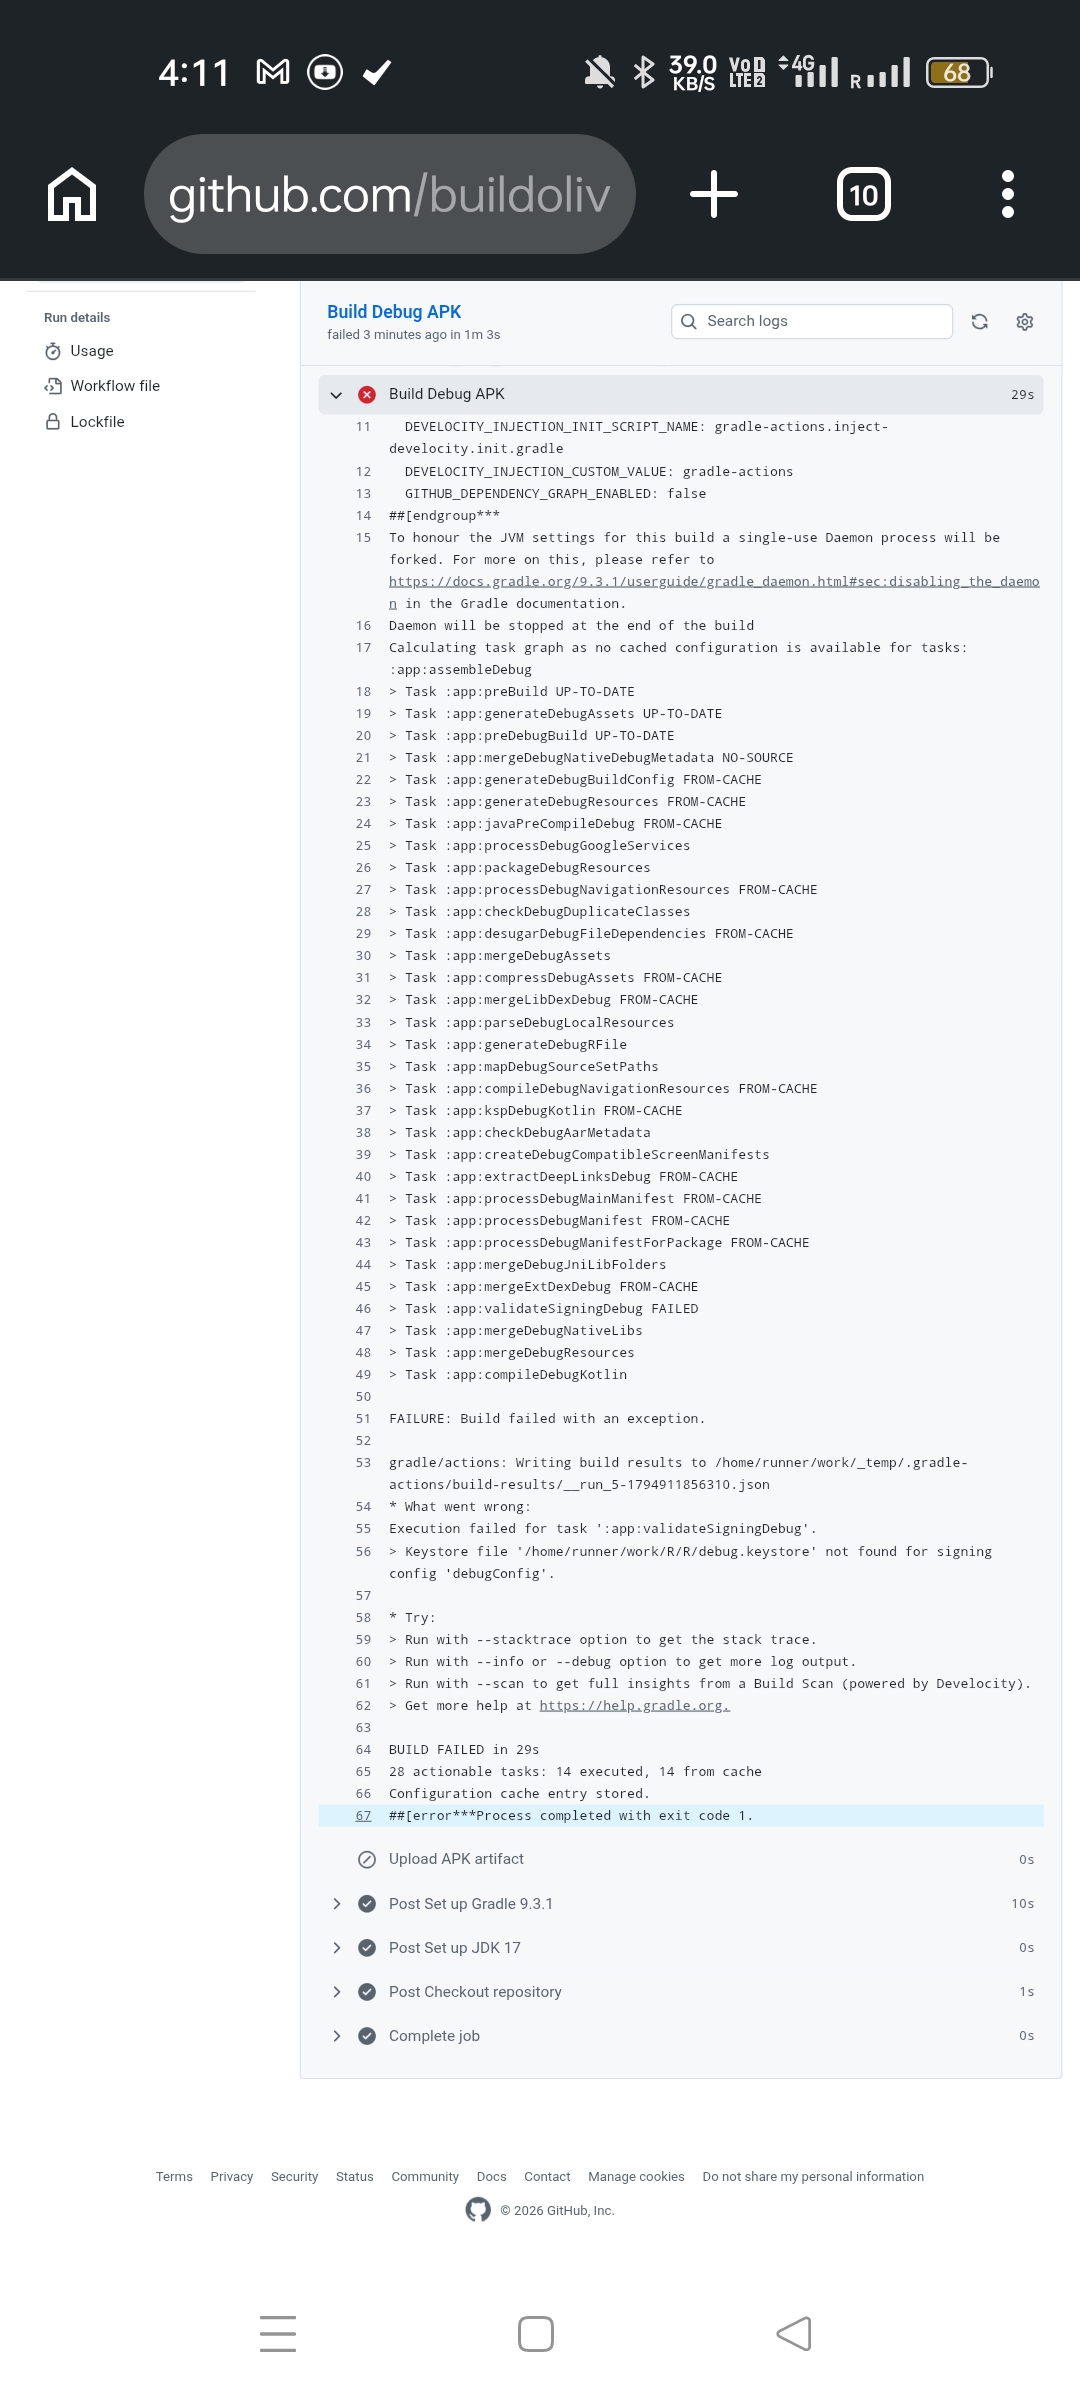 4:11
39.0
KB/S
Vo 1
LTE 2
4G
R
68
github.com/buildoliv
10
Run details
Usage
Workflow file
Lockfile
Build Debug APK
failed 3 minutes ago in 1m 3s
Search logs
Build Debug APK
29s
11 DEVELOCITY_INJECTION_INIT_SCRIPT_NAME: gradle-actions.inject-
develocity.init.gradle
12 DEVELOCITY_INJECTION_CUSTOM_VALUE: gradle-actions
13 GITHUB_DEPENDENCY_GRAPH_ENABLED: false
14 ##[endgroup***
15 To honour the JVM settings for this build a single-use Daemon process will be
forked. For more on this, please refer to
https://docs.gradle.org/9.3.1/userguide/gradle_daemon.html#sec:disabling_the_daemo
n in the Gradle documentation.
16 Daemon will be stopped at the end of the build
17 Calculating task graph as no cached configuration is available for tasks:
:app:assembleDebug
18 > Task :app:preBuild UP-TO-DATE
19 > Task :app:generateDebugAssets UP-TO-DATE
20 > Task :app:preDebugBuild UP-TO-DATE
21 > Task :app:mergeDebugNativeDebugMetadata NO-SOURCE
22 > Task :app:generateDebugBuildConfig FROM-CACHE
23 > Task :app:generateDebugResources FROM-CACHE
24 > Task :app:javaPreCompileDebug FROM-CACHE
25 > Task :app:processDebugGoogleServices
26 > Task :app:packageDebugResources
27 > Task :app:processDebugNavigationResources FROM-CACHE
28 > Task :app:checkDebugDuplicateClasses
29 > Task :app:desugarDebugFileDependencies FROM-CACHE
30 > Task :app:mergeDebugAssets
31 > Task :app:compressDebugAssets FROM-CACHE
32 > Task :app:mergeLibDexDebug FROM-CACHE
33 > Task :app:parseDebugLocalResources
34 > Task :app:generateDebugRFile
35 > Task :app:mapDebugSourceSetPaths
36 > Task :app:compileDebugNavigationResources FROM-CACHE
37 > Task :app:kspDebugKotlin FROM-CACHE
38 > Task :app:checkDebugAarMetadata
39 > Task :app:createDebugCompatibleScreenManifests
40 > Task :app:extractDeepLinksDebug FROM-CACHE
41 > Task :app:processDebugMainManifest FROM-CACHE
42 > Task :app:processDebugManifest FROM-CACHE
43 > Task :app:processDebugManifestForPackage FROM-CACHE
44 > Task :app:mergeDebugJniLibFolders
45 > Task :app:mergeExtDexDebug FROM-CACHE
46 > Task :app:validateSigningDebug FAILED
47 > Task :app:mergeDebugNativeLibs
48 > Task :app:mergeDebugResources
49 > Task :app:compileDebugKotlin
50
51 FAILURE: Build failed with an exception.
52
53 gradle/actions: Writing build results to /home/runner/work/_temp/.gradle-
actions/build-results/__run_5-1794911856310.json
54 * What went wrong:
55 Execution failed for task ':app:validateSigningDebug'.
56 > Keystore file '/home/runner/work/R/R/debug.keystore' not found for signing
config 'debugConfig'.
57
58 * Try:
59 > Run with --stacktrace option to get the stack trace.
60 > Run with --info or --debug option to get more log output.
61 > Run with --scan to get full insights from a Build Scan (powered by Develocity).
62 > Get more help at https://help.gradle.org.
63
64 BUILD FAILED in 29s
65 28 actionable tasks: 14 executed, 14 from cache
66 Configuration cache entry stored.
67 ##[error***Process completed with exit code 1.
Upload APK artifact 0s
Post Set up Gradle 9.3.1 10s
Post Set up JDK 17 0s
Post Checkout repository 1s
Complete job 0s
Terms Privacy Security Status Community Docs Contact Manage cookies Do not share my personal information
© 2026 GitHub, Inc.